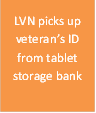 LVN picks up
veteran's ID
from tablet
storage bank